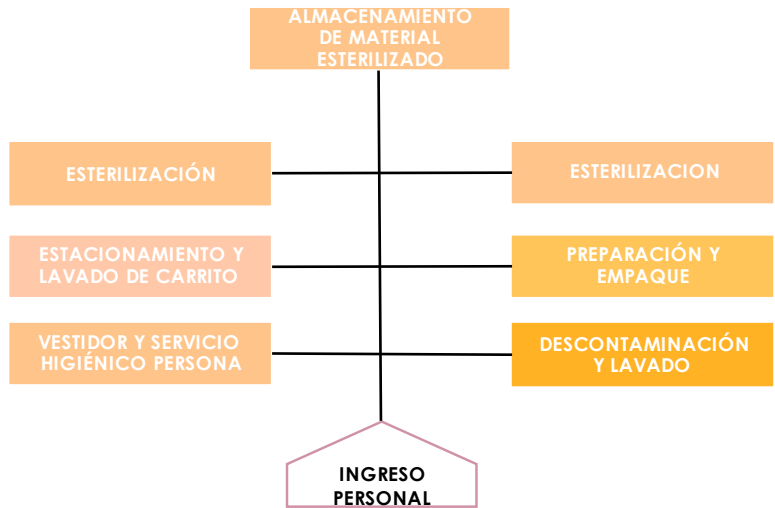 ALMACENAMIENTO
DE MATERIAL
ESTERILIZADO
ESTERILIZACIÓN
ESTERILIZACION
ESTACIONAMIENTO Y
LAVADO DE CARRITO
PREPARACIÓN Y
EMPAQUE
VESTIDOR Y SERVICIO
HIGIÉNICO PERSONA
DESCONTAMINACIÓN
Y LAVADO
INGRESO
PERSONAL